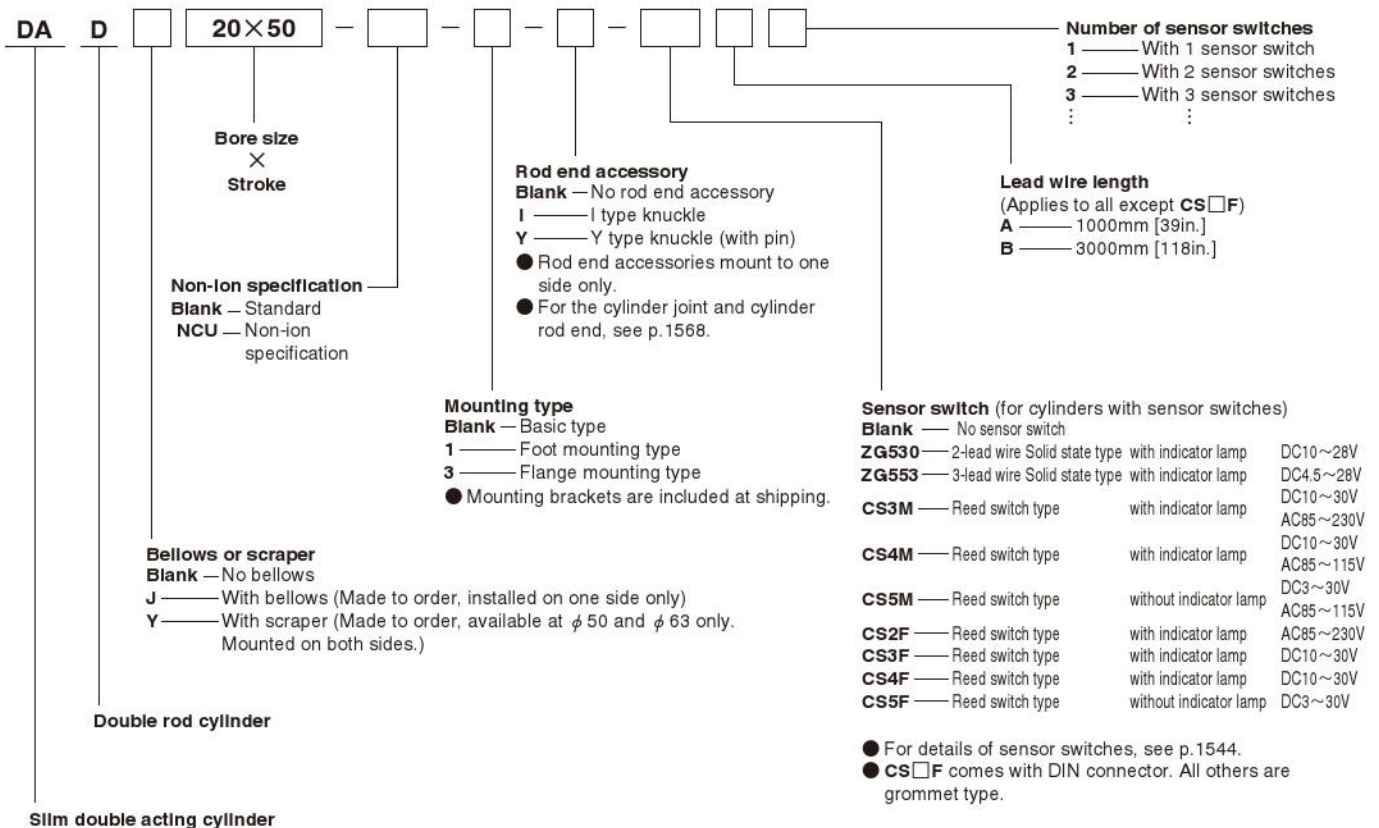 DA D □ 20×50 – □ – □ – □ – □ □ □
Number of sensor switches
1 With 1 sensor switch
2 With 2 sensor switches
3 With 3 sensor switches
⋮ ⋮
Bore size
×
Stroke
Rod end accessory
Blank – No rod end accessory
I I type knuckle
Y Y type knuckle (with pin)
● Rod end accessories mount to one
side only.
● For the cylinder joint and cylinder
rod end, see p.1568.
Lead wire length
(Applies to all except CS□F)
A 1000mm [39in.]
B 3000mm [118in.]
Non-ion specification
Blank – Standard
NCU – Non-ion
specification
Mounting type
Blank – Basic type
1 Foot mounting type
3 Flange mounting type
● Mounting brackets are included at shipping.
Sensor switch (for cylinders with sensor switches)
Blank No sensor switch
ZG530 2-lead wire Solid state type with indicator lamp DC10~28V
ZG553 3-lead wire Solid state type with indicator lamp DC4.5~28V
CS3M Reed switch type with indicator lamp DC10~30V
AC85~230V
CS4M Reed switch type with indicator lamp DC10~30V
AC85~115V
CS5M Reed switch type without indicator lamp DC3~30V
AC85~115V
CS2F Reed switch type with indicator lamp AC85~230V
CS3F Reed switch type with indicator lamp DC10~30V
CS4F Reed switch type with indicator lamp DC10~30V
CS5F Reed switch type without indicator lamp DC3~30V
● For details of sensor switches, see p.1544.
● CS□F comes with DIN connector. All others are
grommet type.
Bellows or scraper
Blank – No bellows
J With bellows (Made to order, installed on one side only)
Y With scraper (Made to order, available at φ50 and φ63 only.
Mounted on both sides.)
Double rod cylinder
Slim double acting cylinder